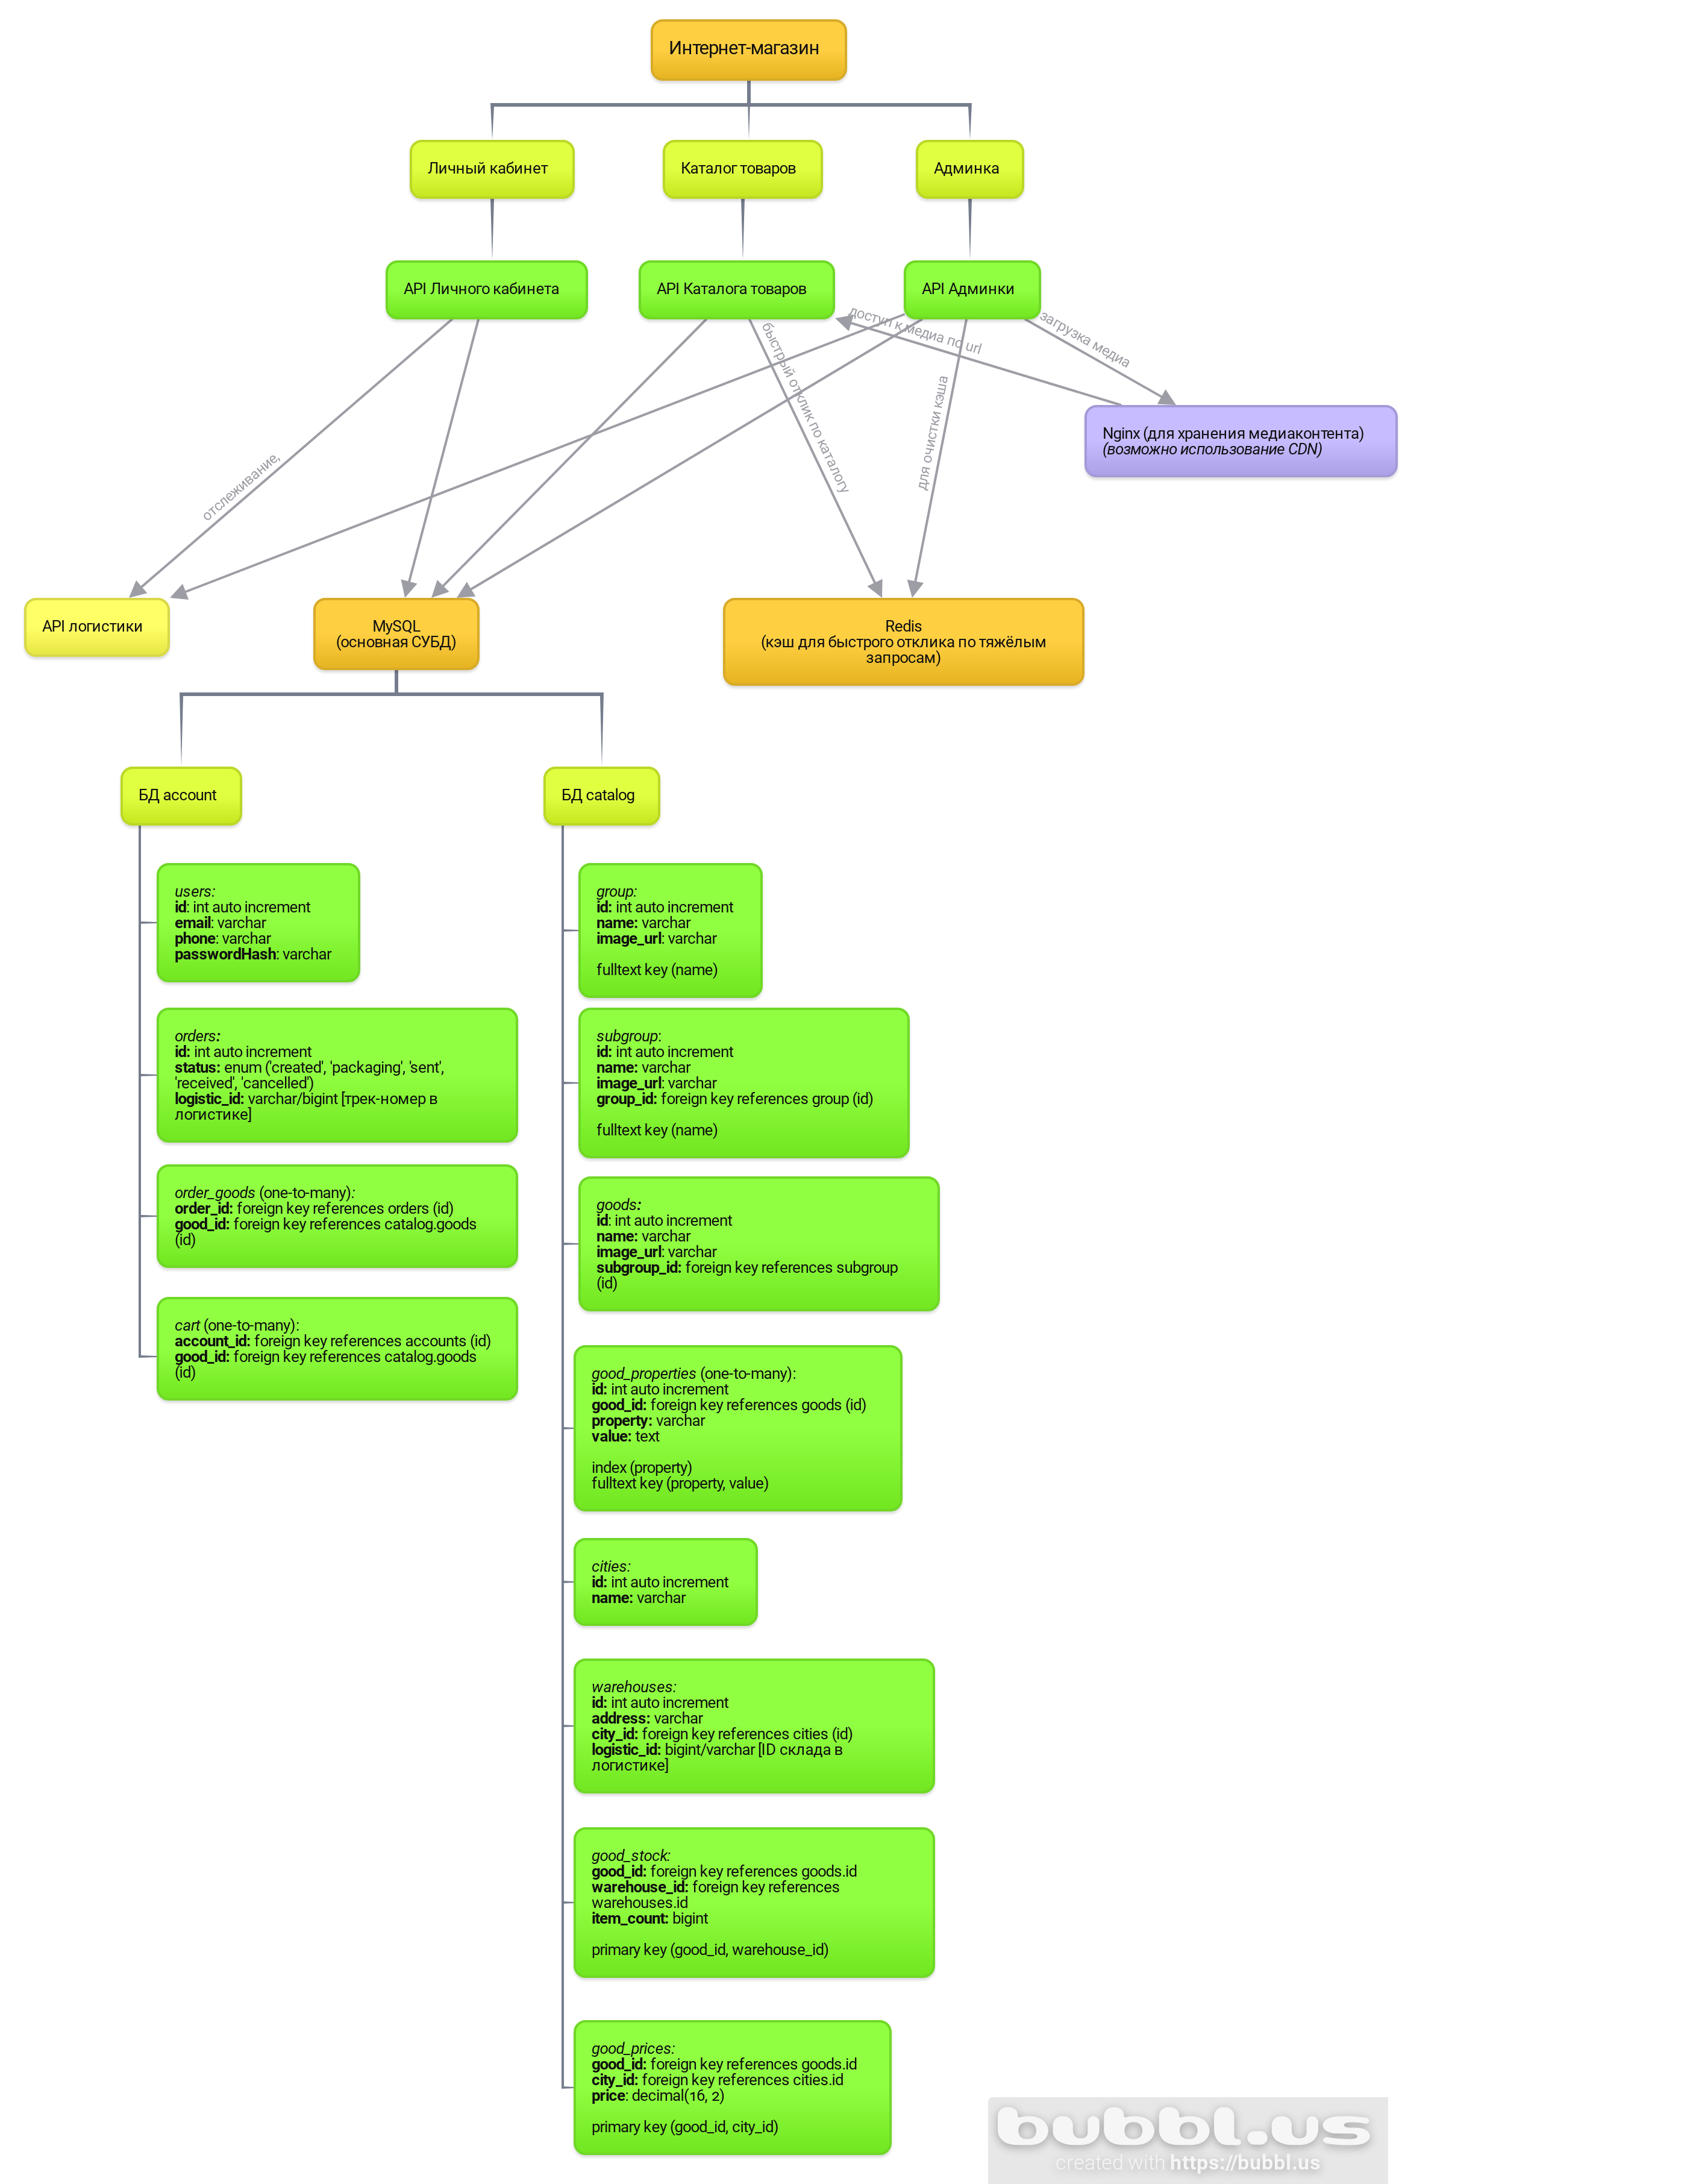 Интернет-магазин
Личный кабинет
Каталог товаров
Админка
API Личного кабинета
API Каталога товаров
API Админки
доступ к медиа по url
загрузка медиа
быстрый отклик по каталогу
для очистки кэша
отслеживание,
Nginx (для хранения медиаконтента)
(возможно использование CDN)
API логистики
MySQL
(основная СУБД)
Redis
(кэш для быстрого отклика по тяжёлым
запросам)
БД account
БД catalog
users:
id: int auto increment
email: varchar
phone: varchar
passwordHash: varchar
orders:
id: int auto increment
status: enum ('created', 'packaging', 'sent',
'received', 'cancelled')
logistic_id: varchar/bigint [трек-номер в
логистике]
order_goods (one-to-many):
order_id: foreign key references orders (id)
good_id: foreign key references catalog.goods
(id)
cart (one-to-many):
account_id: foreign key references accounts (id)
good_id: foreign key references catalog.goods
(id)
group:
id: int auto increment
name: varchar
image_url: varchar
fulltext key (name)
subgroup:
id: int auto increment
name: varchar
image_url: varchar
group_id: foreign key references group (id)
fulltext key (name)
goods:
id: int auto increment
name: varchar
image_url: varchar
subgroup_id: foreign key references subgroup
(id)
good_properties (one-to-many):
id: int auto increment
good_id: foreign key references goods (id)
property: varchar
value: text
index (property)
fulltext key (property, value)
cities:
id: int auto increment
name: varchar
warehouses:
id: int auto increment
address: varchar
city_id: foreign key references cities (id)
logistic_id: bigint/varchar [ID склада в
логистике]
good_stock:
good_id: foreign key references goods.id
warehouse_id: foreign key references
warehouses.id
item_count: bigint
primary key (good_id, warehouse_id)
good_prices:
good_id: foreign key references goods.id
city_id: foreign key references cities.id
price: decimal(16, 2)
primary key (good_id, city_id)
bubbl.us
created with https://bubbl.us